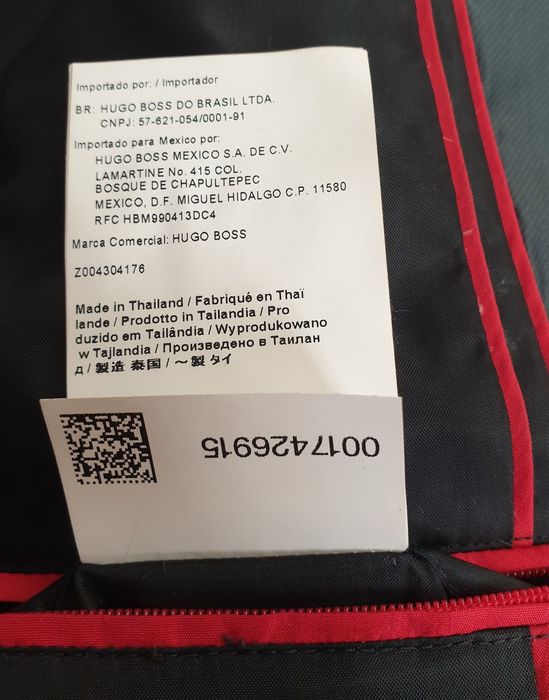 Importado por: / Importador
BR: HUGO BOSS DO BRASIL LTDA.
CNPJ: 57-621-054/0001-91
Importado para Mexico por:
HUGO BOSS MEXICO S.A. DE C.V.
LAMARTINE No. 415 COL.
BOSQUE DE CHAPULTEPEC
MEXICO, D.F. MIGUEL HIDALGO C.P. 11580
RFC HBM990413DC4
Marca Comercial: HUGO BOSS
Z004304176
Made in Thailand / Fabriqué en Thaï
lande / Prodotto in Tailandia / Pro
duzido em Tailândia / Wyprodukowano
w Tajlandia / Произведено в Таилан
д / 製造 泰国 / ～製 タイ
0017426915